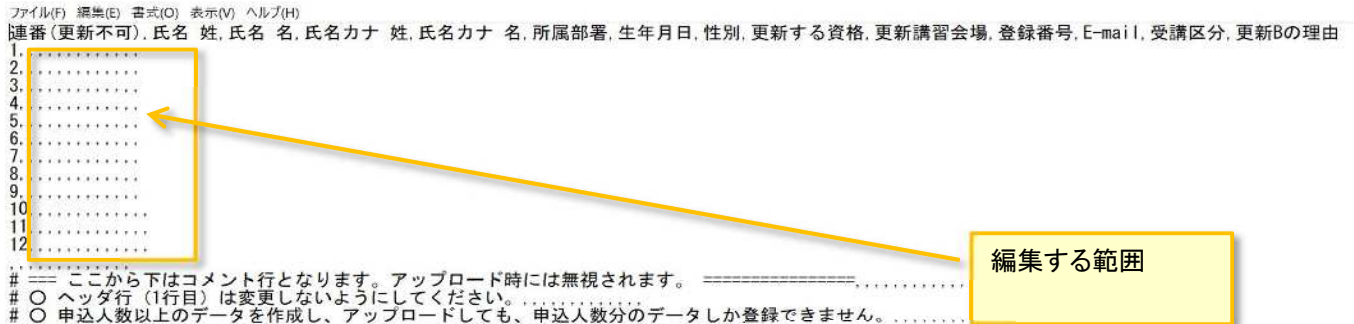 ファイル(F) 編集(E) 書式(O) 表示(V) ヘルプ(H)
連番(更新不可),氏名 姓,氏名 名,氏名カナ 姓,氏名カナ 名,所属部署,生年月日,性別,更新する資格,更新講習会場,登録番号,E-mail,受講区分,更新Bの理由
1,,,,,,,,,,,,,
2,,,,,,,,,,,,,
3,,,,,,,,,,,,,
4,,,,,,,,,,,,,
5,,,,,,,,,,,,,
6,,,,,,,,,,,,,
7,,,,,,,,,,,,,
8,,,,,,,,,,,,,
9,,,,,,,,,,,,,
10,,,,,,,,,,,,,
11,,,,,,,,,,,,,
12,,,,,,,,,,,,,
,,,,,,,,,,,,,
編集する範囲
# === ここから下はコメント行となります。アップロード時には無視されます。 ================,,,,,,,,,,,,,
# ○ ヘッダ行（1行目）は変更しないようにしてください。,,,,,,,,,,,,,
# ○ 申込人数以上のデータを作成し、アップロードしても、申込人数分のデータしか登録できません。,,,,,,,,